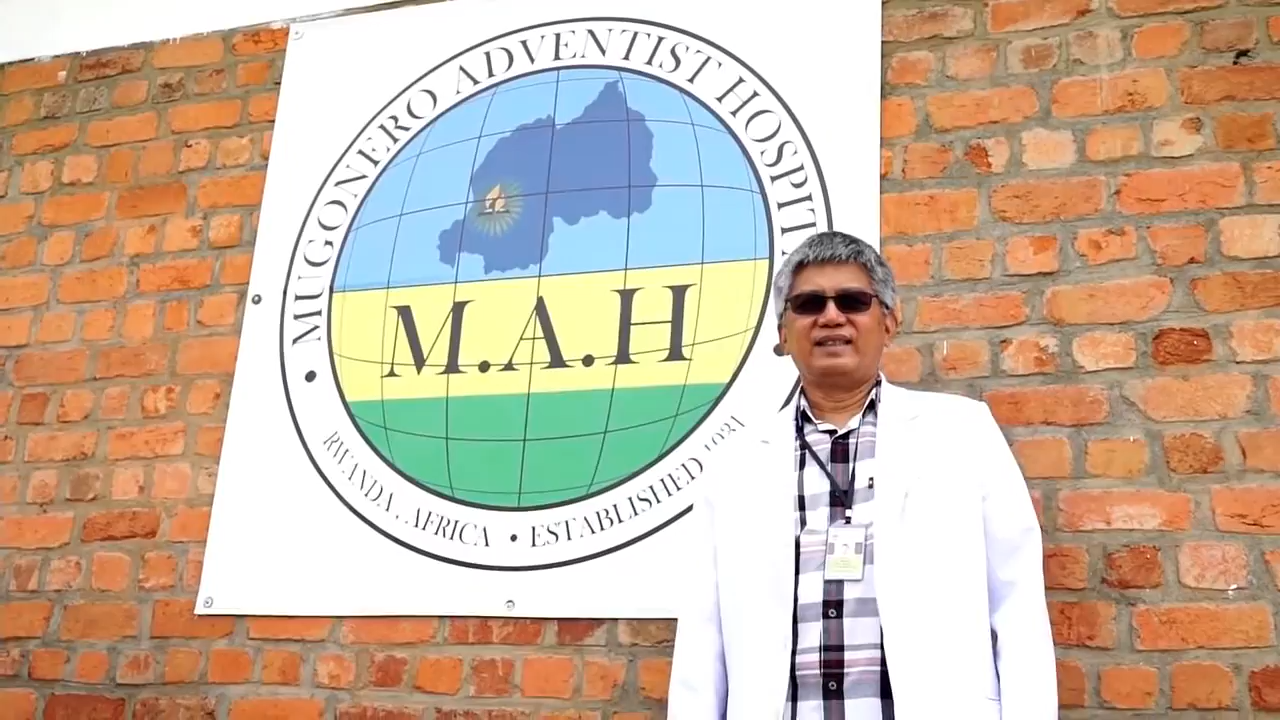 MUGONERO ADVENTIST HOSPIT
M.A.H
RWANDA, AFRICA • ESTABLISHED